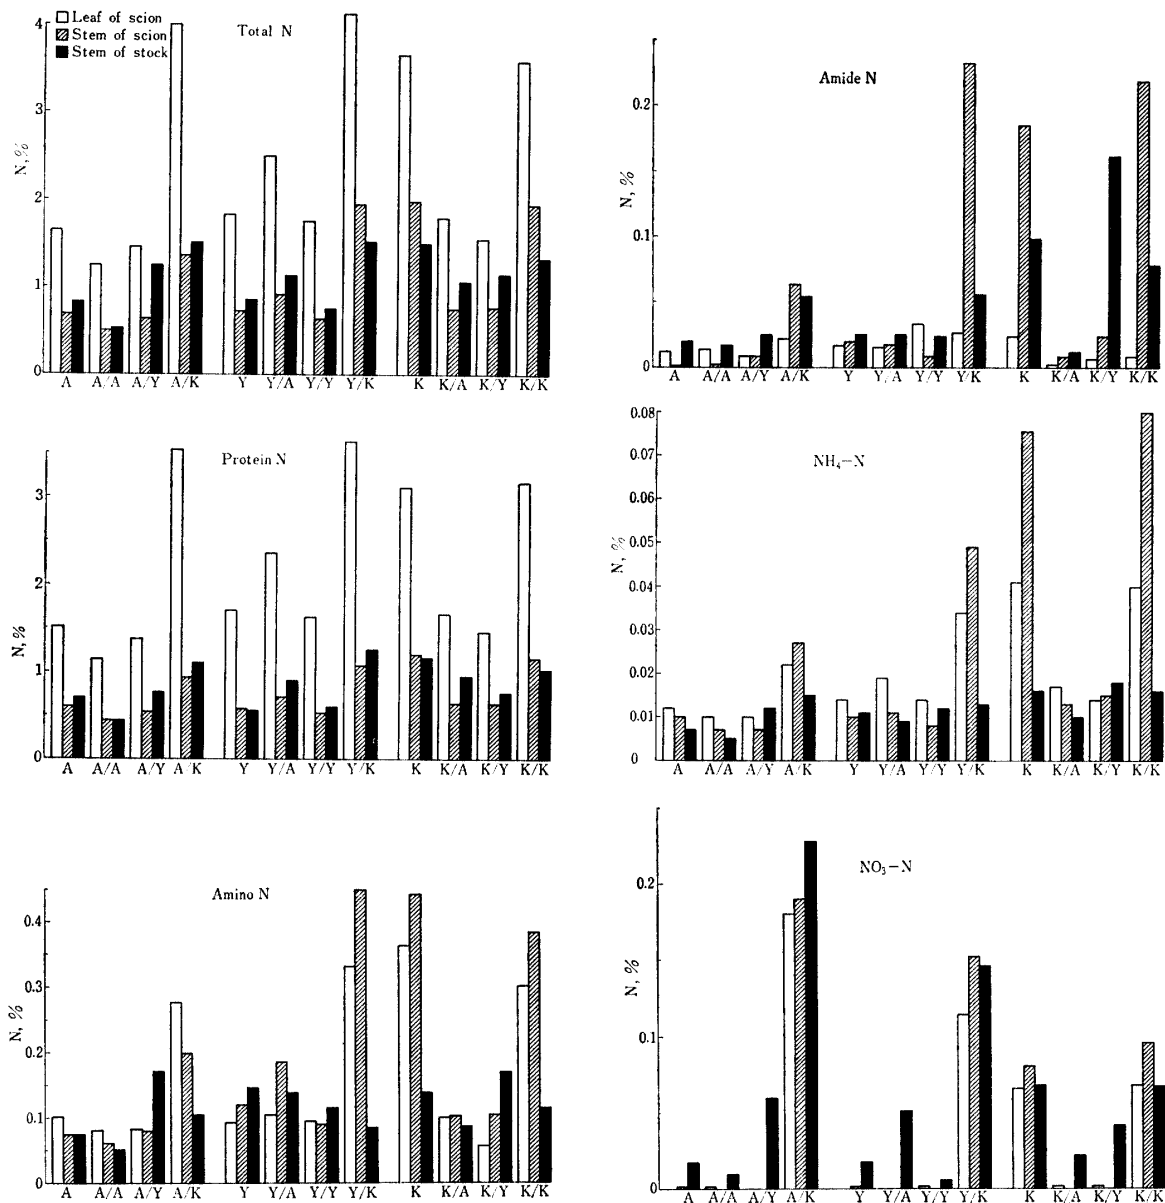 Leaf of scion
Stem of scion
Stem of stock
Total N
N, %
4
3
2
1
0
A A/A A/Y A/K Y Y/A Y/Y Y/K K K/A K/Y K/K
Amide N
N, %
0.2
0.1
0
A A/A A/Y A/K Y Y/A Y/Y Y/K K K/A K/Y K/K
Protein N
N, %
3
2
1
0
A A/A A/Y A/K Y Y/A Y/Y Y/K K K/A K/Y K/K
NH₄-N
N, %
0.08
0.07
0.06
0.05
0.04
0.03
0.02
0.01
0
A A/A A/Y A/K Y Y/A Y/Y Y/K K K/A K/Y K/K
Amino N
N, %
0.4
0.3
0.2
0.1
0
A A/A A/Y A/K Y Y/A Y/Y Y/K K K/A K/Y K/K
NO₃-N
N, %
0.2
0.1
0
A A/A A/Y A/K Y Y/A Y/Y Y/K K K/A K/Y K/K